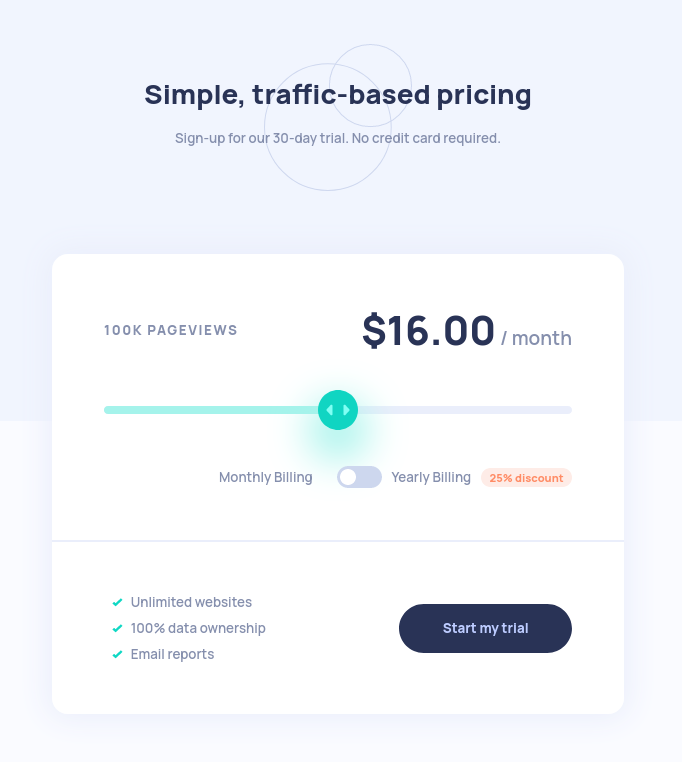 Simple, traffic-based pricing
Sign-up for our 30-day trial. No credit card required.
100K PAGEVIEWS
$16.00 / month
Monthly Billing
Yearly Billing
25% discount
Unlimited websites
100% data ownership
Email reports
Start my trial